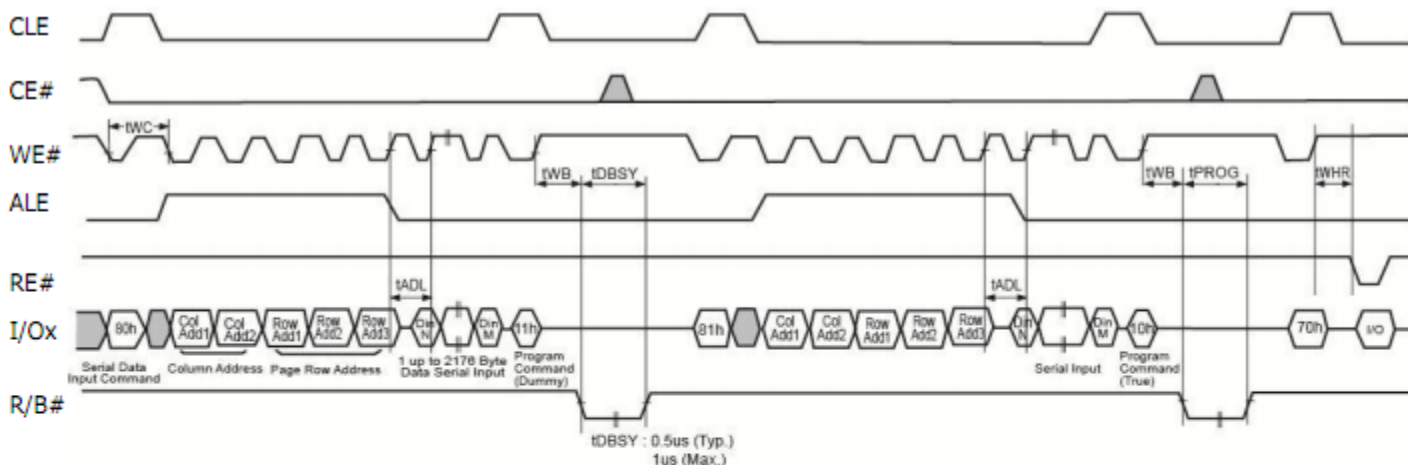 CLE
CE#
WE#
tWC
tWB
tDBSY
tWB
tPROG
tWHR
ALE
RE#
tADL
tADL
I/Ox
80h
Col Add1
Col Add2
Row Add1
Row Add2
Row Add3
Din N
Din M
11h
81h
Col Add1
Col Add2
Row Add1
Row Add2
Row Add3
Din N
Din M
10h
70h
I/O
Serial Data
Input Command
Column Address
Page Row Address
1 up to 2176 Byte
Data Serial Input
Program
Command
(Dummy)
Serial Input
Program
Command
(True)
R/B#
tDBSY : 0.5us (Typ.)
1us (Max.)